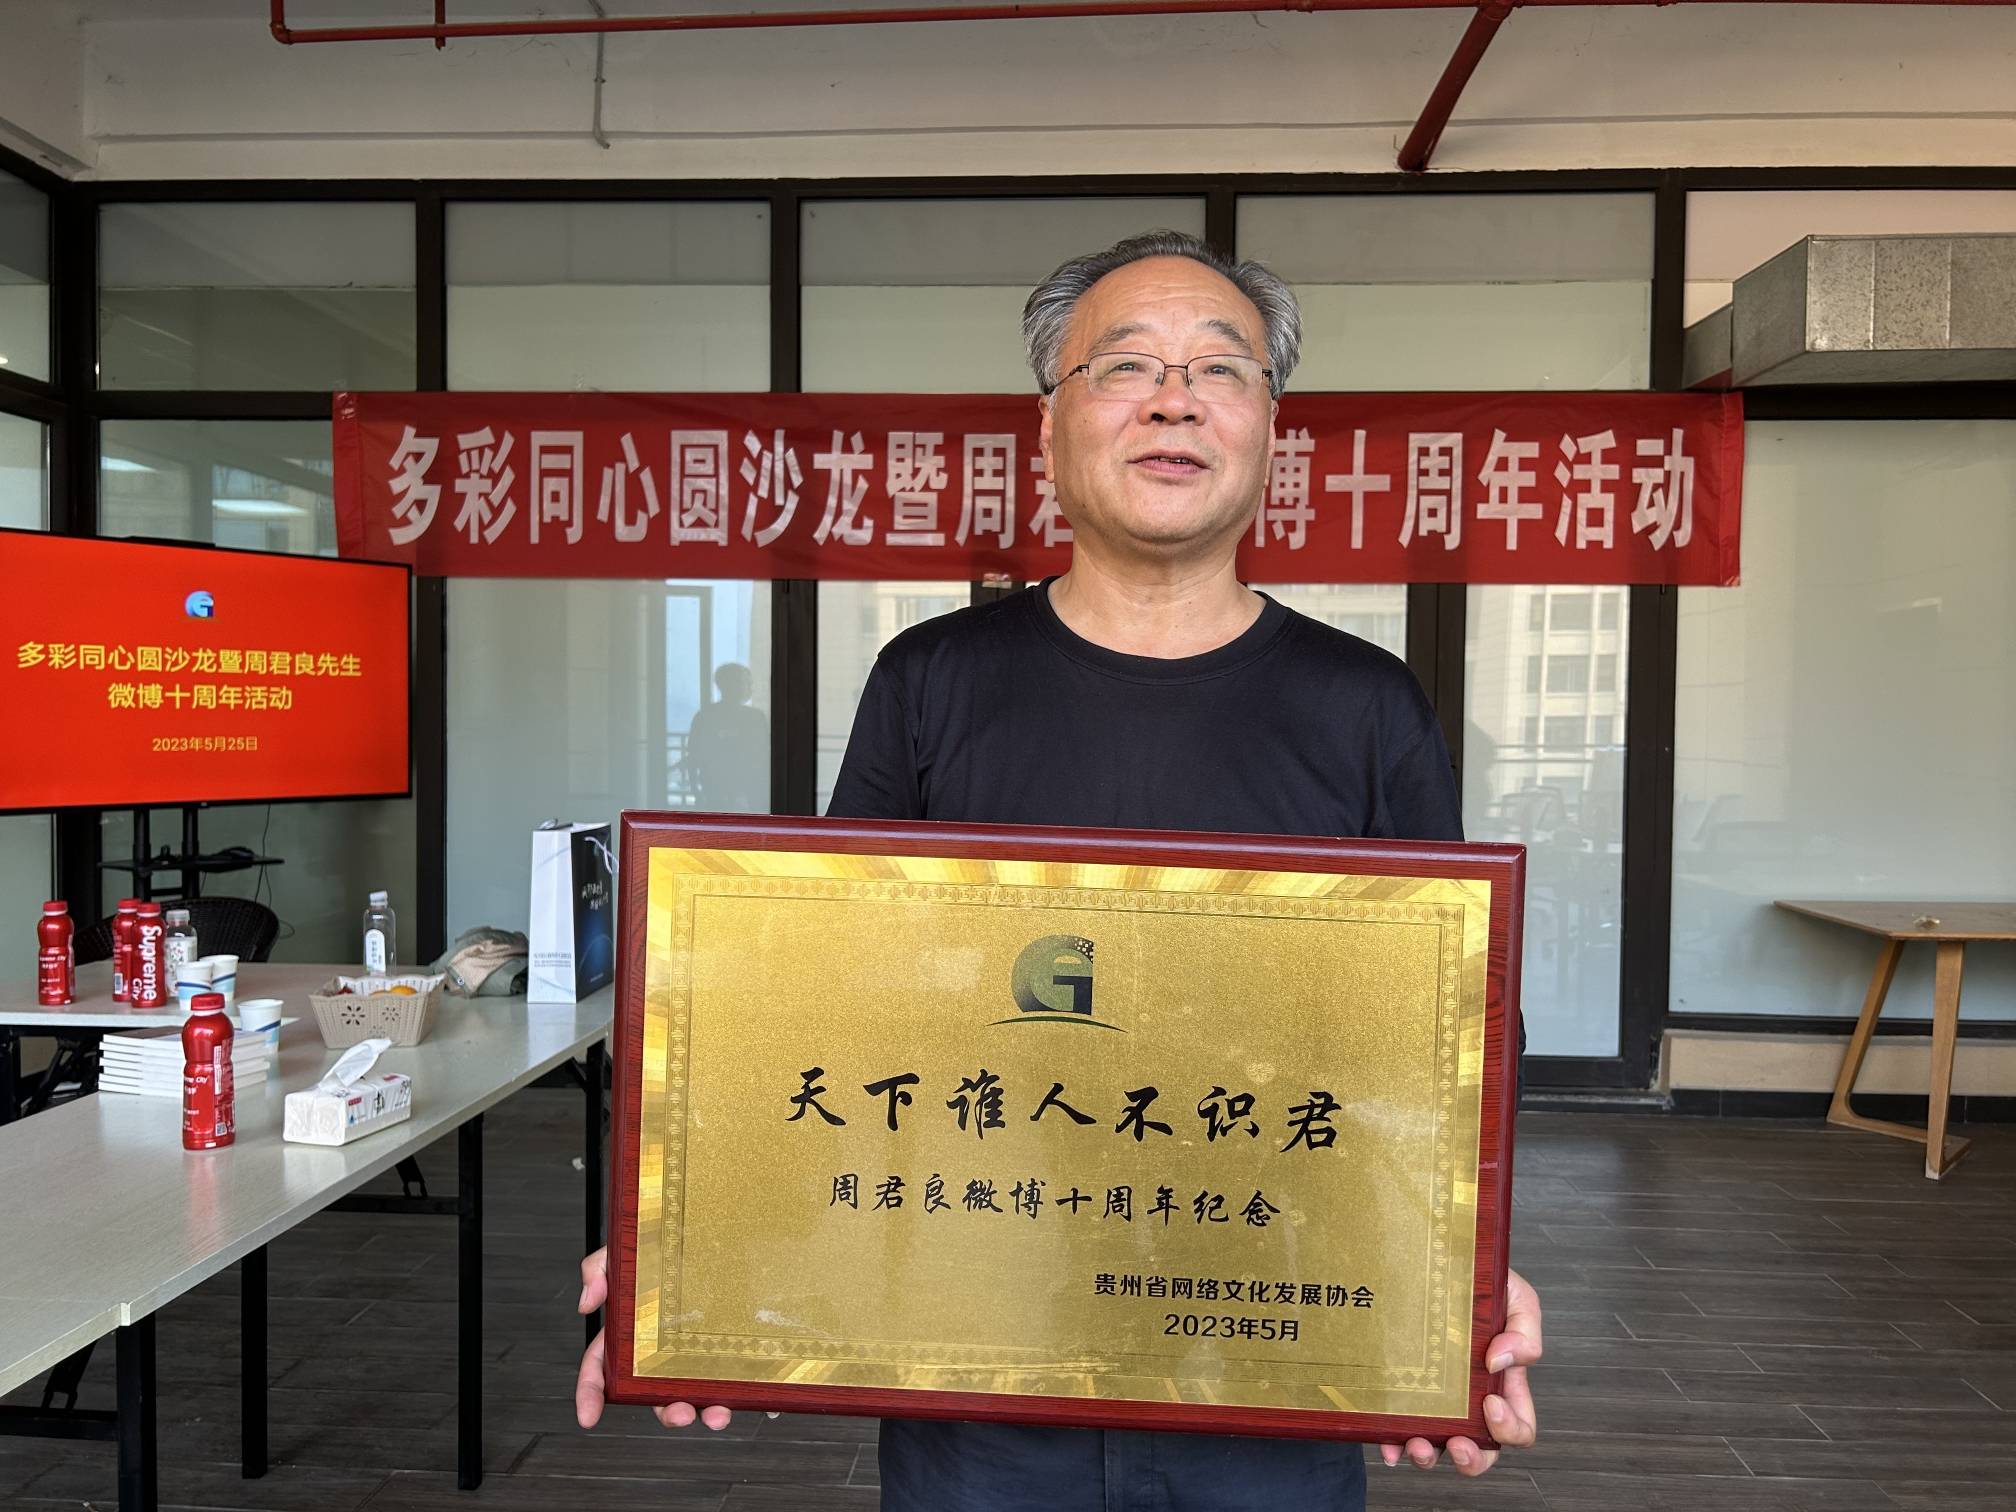 多彩同心圆沙龙暨周君博十周年活动
多彩同心圆沙龙暨周君良先生
微博十周年活动
2023年5月25日
Supreme
City
天下谁人不识君
周君良微博十周年纪念
贵州省网络文化发展协会
2023年5月